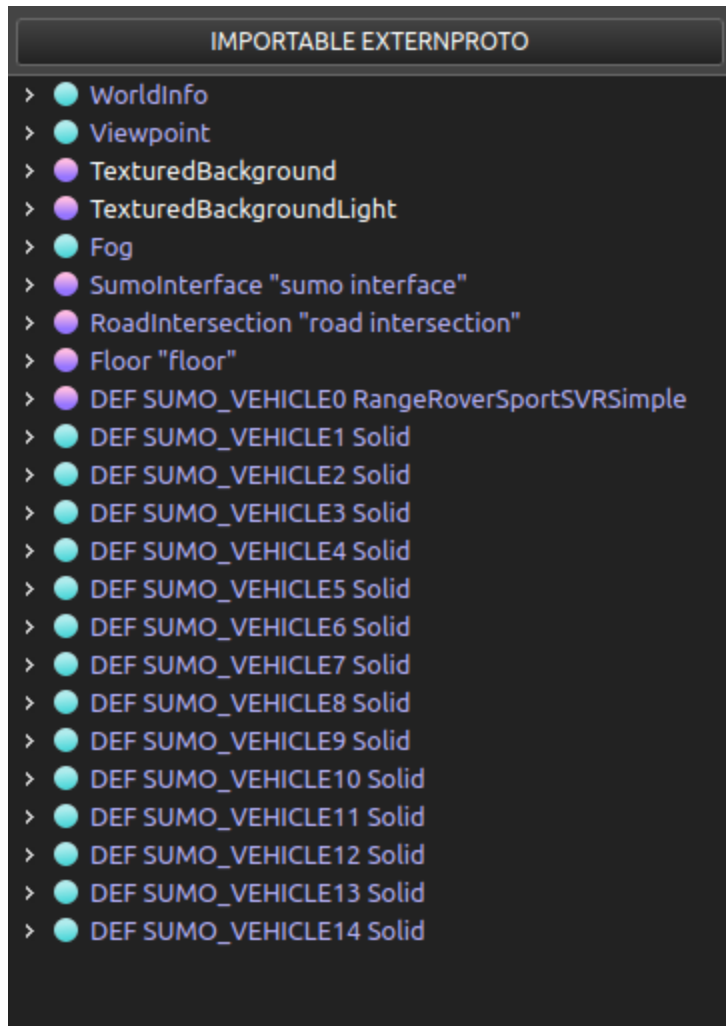 IMPORTABLE EXTERNPROTO
WorldInfo
Viewpoint
TexturedBackground
TexturedBackgroundLight
Fog
SumoInterface "sumo interface"
RoadIntersection "road intersection"
Floor "floor"
DEF SUMO_VEHICLE0 RangeRoverSportSVRSimple
DEF SUMO_VEHICLE1 Solid
DEF SUMO_VEHICLE2 Solid
DEF SUMO_VEHICLE3 Solid
DEF SUMO_VEHICLE4 Solid
DEF SUMO_VEHICLE5 Solid
DEF SUMO_VEHICLE6 Solid
DEF SUMO_VEHICLE7 Solid
DEF SUMO_VEHICLE8 Solid
DEF SUMO_VEHICLE9 Solid
DEF SUMO_VEHICLE10 Solid
DEF SUMO_VEHICLE11 Solid
DEF SUMO_VEHICLE12 Solid
DEF SUMO_VEHICLE13 Solid
DEF SUMO_VEHICLE14 Solid